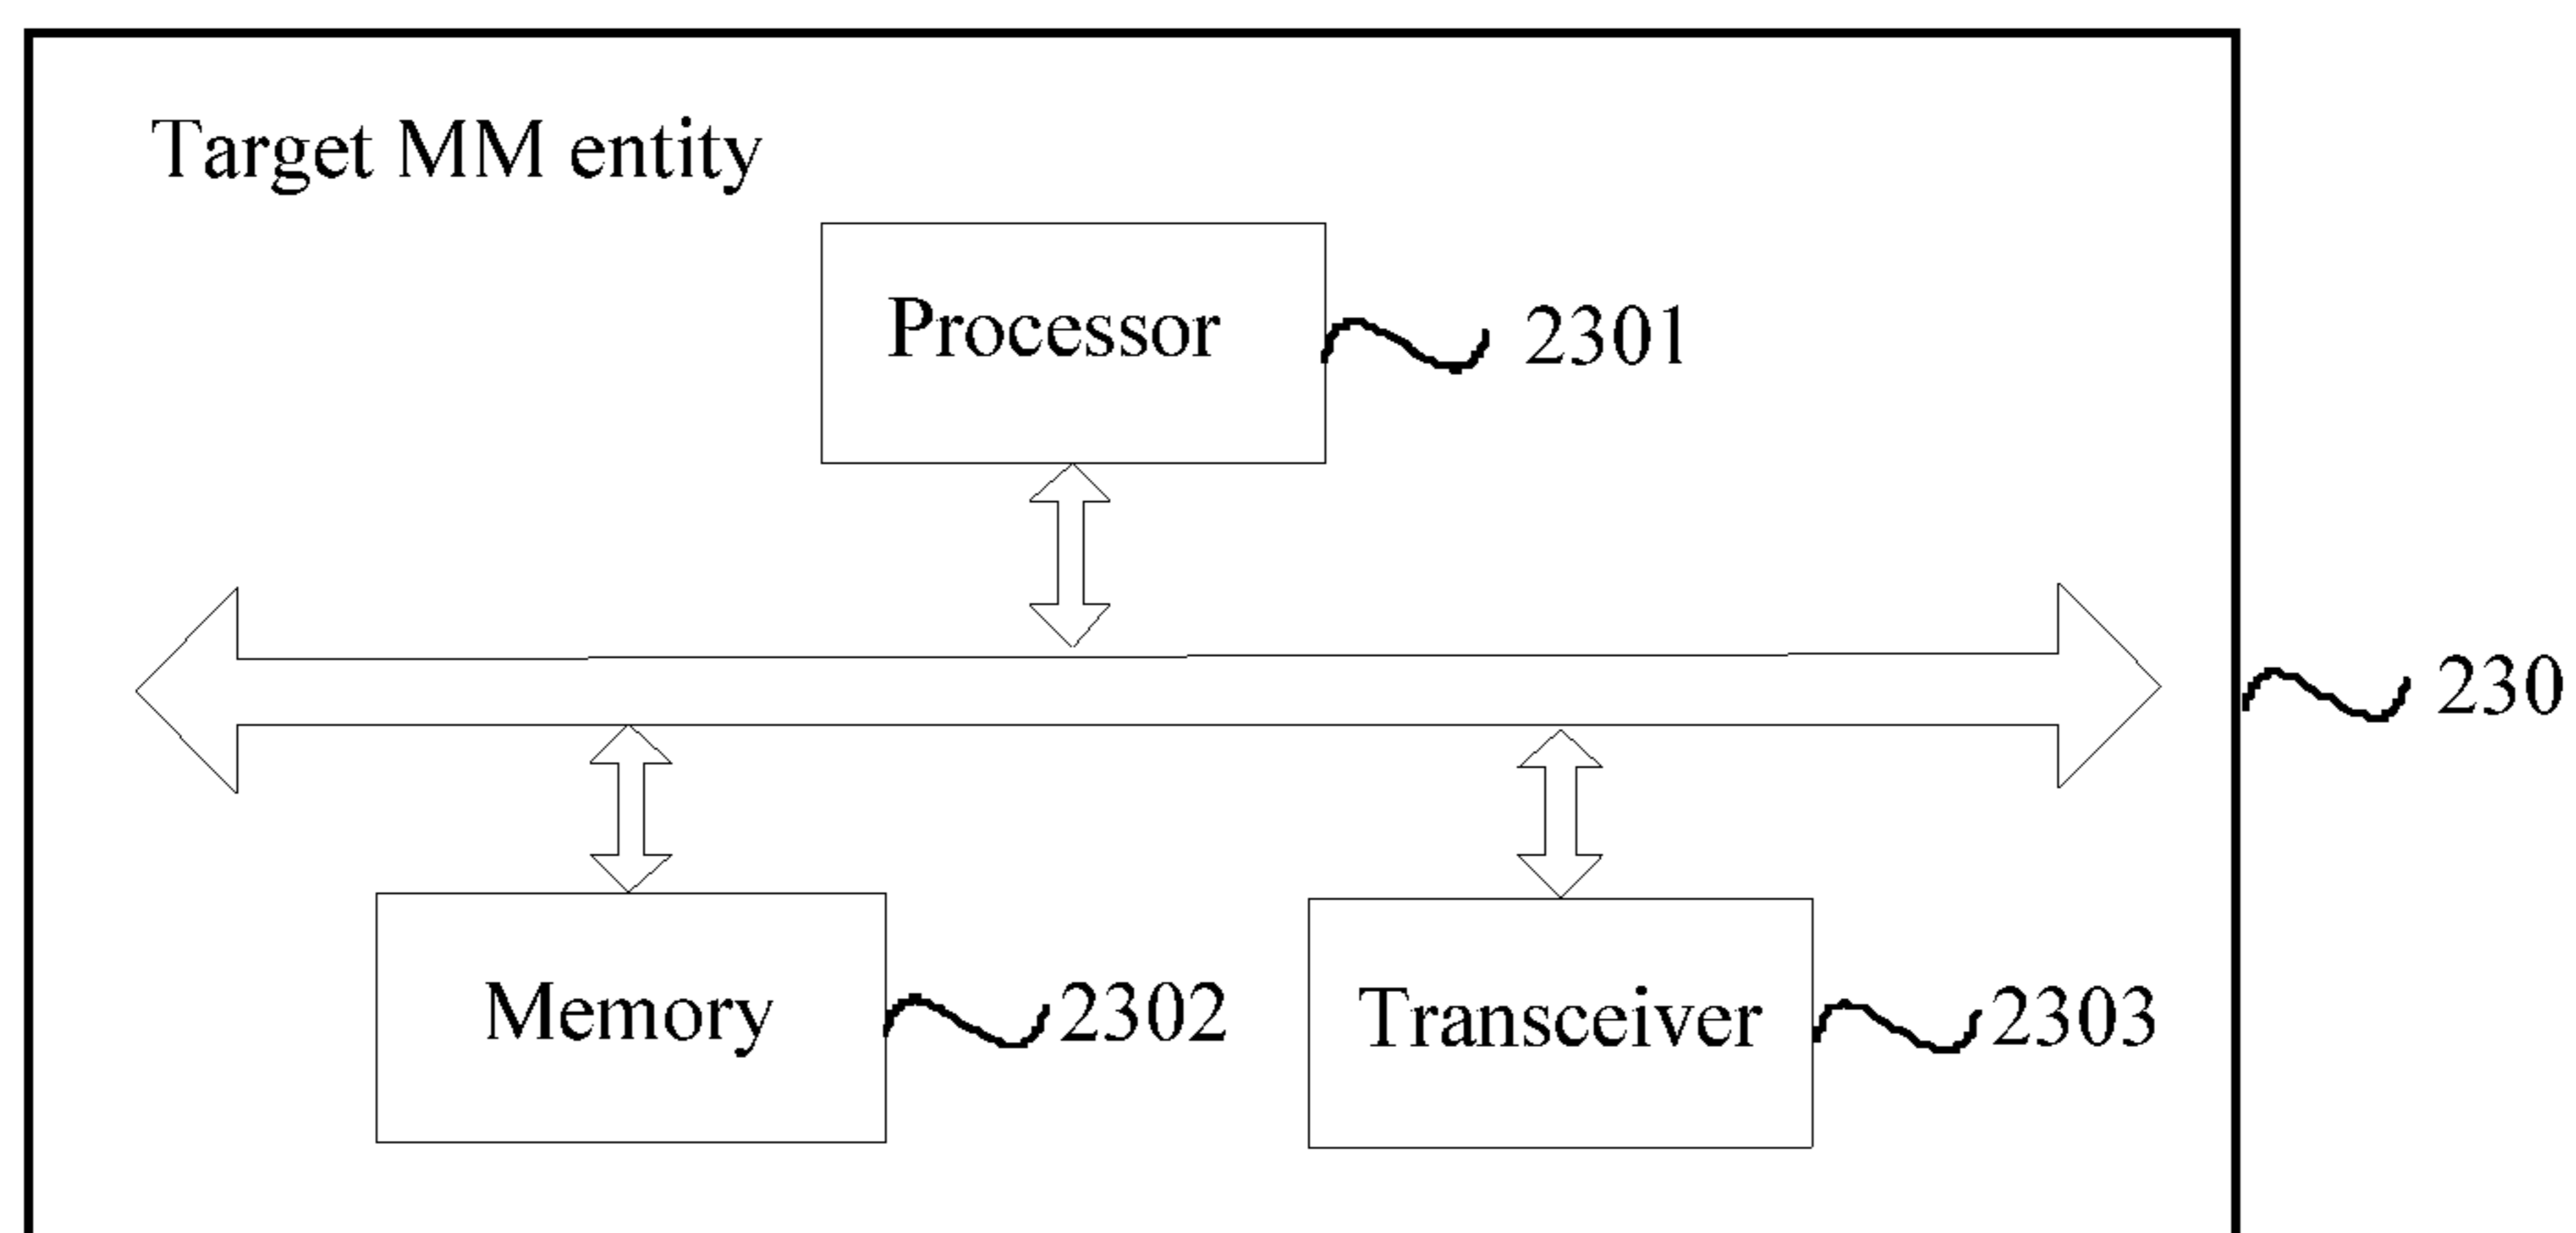 Target MM entity
Processor
2301
230
Memory
2302
Transceiver
2303